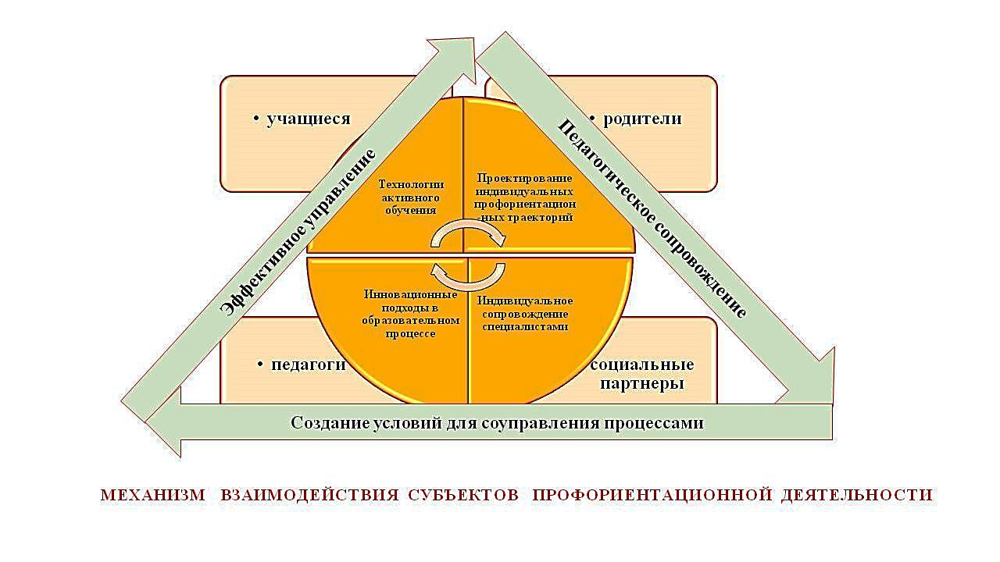 • учащиеся
• родители
Эффективное управление
Педагогическое сопровождение
Технологии
активного
обучения
Проектирование
индивидуальных
профориентацион
-ных траекторий
Инновационные
подходы в
образовательном
процессе
Индивидуальное
сопровождение
специалистами
• педагоги
социальные
партнеры
Создание условий для соуправления процессами
МЕХАНИЗМ ВЗАИМОДЕЙСТВИЯ СУБЪЕКТОВ ПРОФОРИЕНТАЦИОННОЙ ДЕЯТЕЛЬНОСТИ